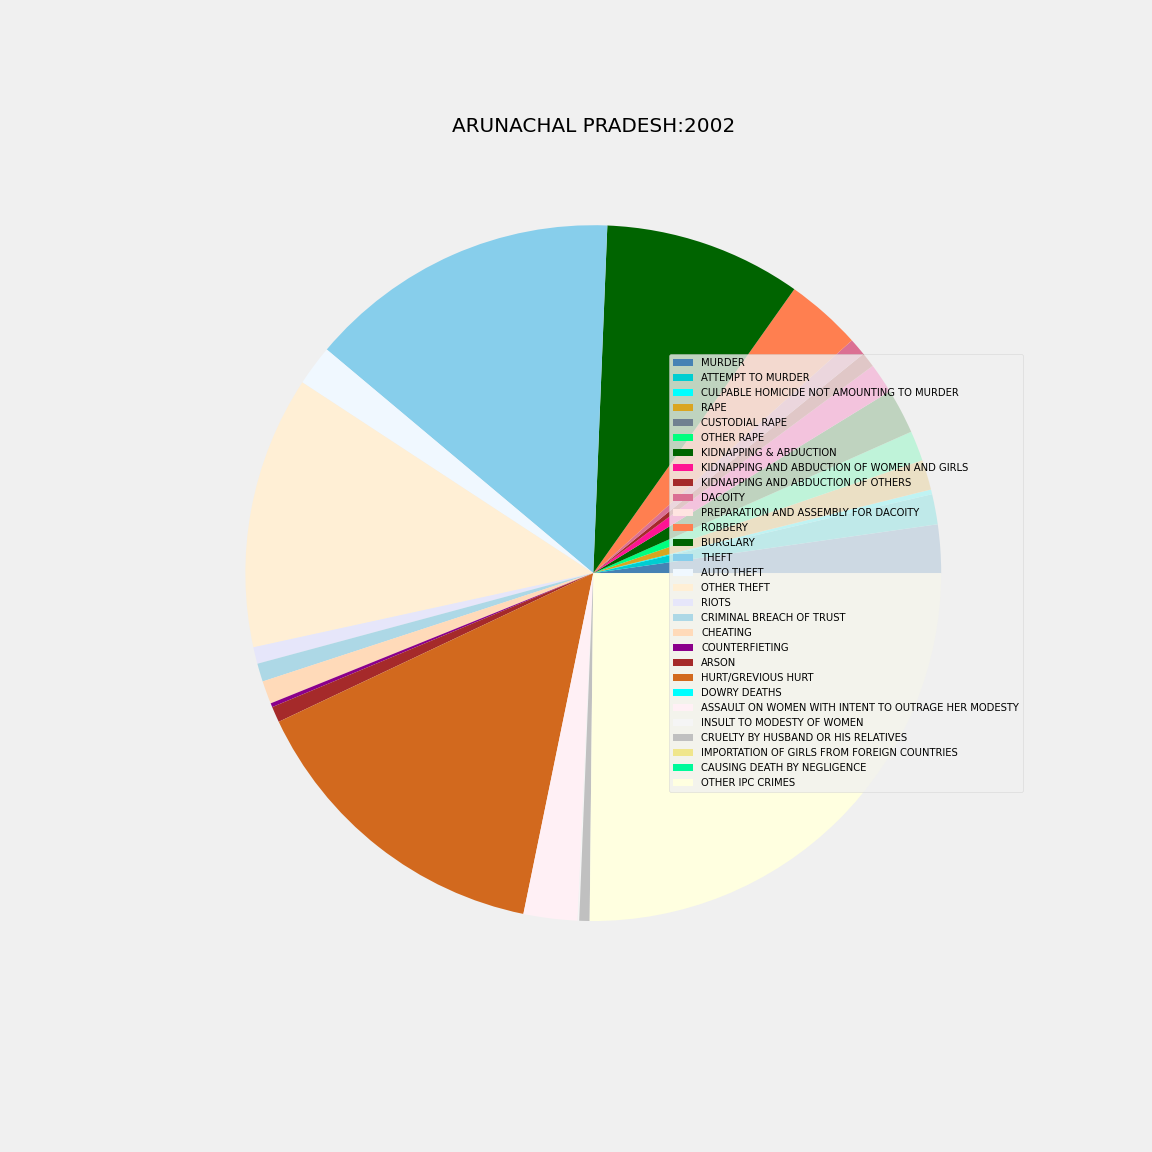 ARUNACHAL PRADESH:2002
MURDER
ATTEMPT TO MURDER
CULPABLE HOMICIDE NOT AMOUNTING TO MURDER
RAPE
CUSTODIAL RAPE
OTHER RAPE
KIDNAPPING & ABDUCTION
KIDNAPPING AND ABDUCTION OF WOMEN AND GIRLS
KIDNAPPING AND ABDUCTION OF OTHERS
DACOITY
PREPARATION AND ASSEMBLY FOR DACOITY
ROBBERY
BURGLARY
THEFT
AUTO THEFT
OTHER THEFT
RIOTS
CRIMINAL BREACH OF TRUST
CHEATING
COUNTERFIETING
ARSON
HURT/GREVIOUS HURT
DOWRY DEATHS
ASSAULT ON WOMEN WITH INTENT TO OUTRAGE HER MODESTY
INSULT TO MODESTY OF WOMEN
CRUELTY BY HUSBAND OR HIS RELATIVES
IMPORTATION OF GIRLS FROM FOREIGN COUNTRIES
CAUSING DEATH BY NEGLIGENCE
OTHER IPC CRIMES